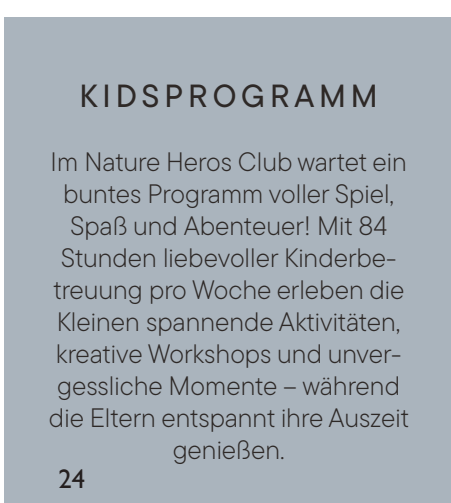 KIDSPROGRAMM
Im Nature Heros Club wartet ein
buntes Programm voller Spiel,
Spaß und Abenteuer! Mit 84
Stunden liebevoller Kinderbe-
treuung pro Woche erleben die
Kleinen spannende Aktivitäten,
kreative Workshops und unver-
gessliche Momente – während
die Eltern entspannt ihre Auszeit
genießen.
24